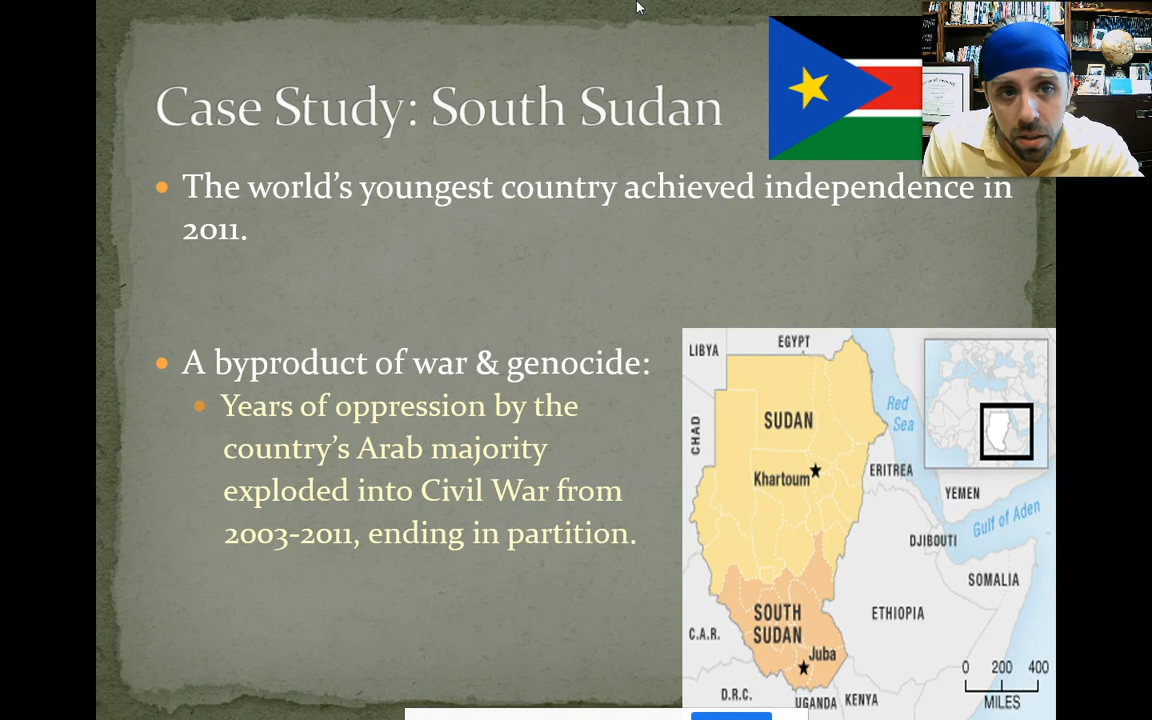 Case Study: South Sudan
The world's youngest country achieved independence in
2011.
A byproduct of war & genocide:
Years of oppression by the
country's Arab majority
exploded into Civil War from
2003-2011, ending in partition.
LIBYA
EGYPT
CHAD
SUDAN
Red
Sea
Khartoum
ERITREA
YEMEN
Gulf of Aden
DJIBOUTI
SOMALIA
SOUTH
SUDAN
ETHIOPIA
C.A.R.
Juba
0 200 400
MILES
D.R.C.
UGANDA
KENYA